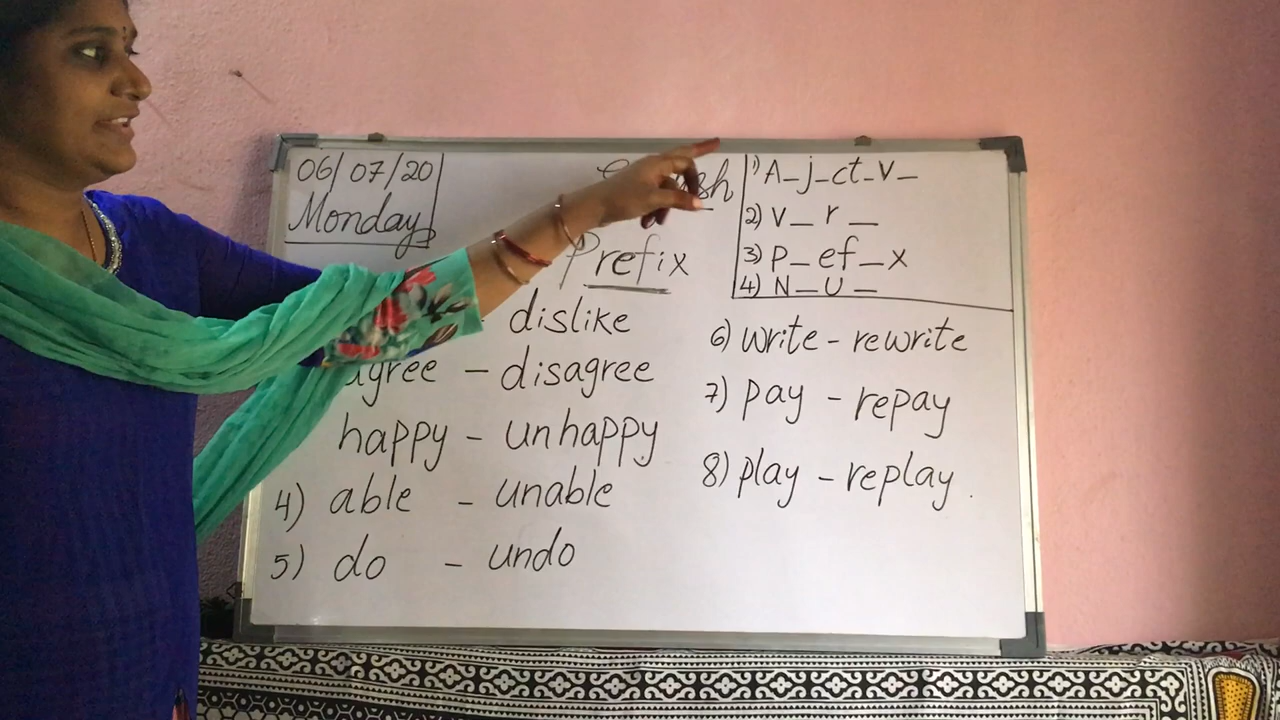 06/07/20
Monday
Prefix
1) A_j_ct_v_
2) V_ r _
3) P_ef_x
4) N_U_
dislike
agree - disagree
happy - unhappy
4) able - unable
5) do - undo
6) write - rewrite
7) pay - repay
8) play - replay.